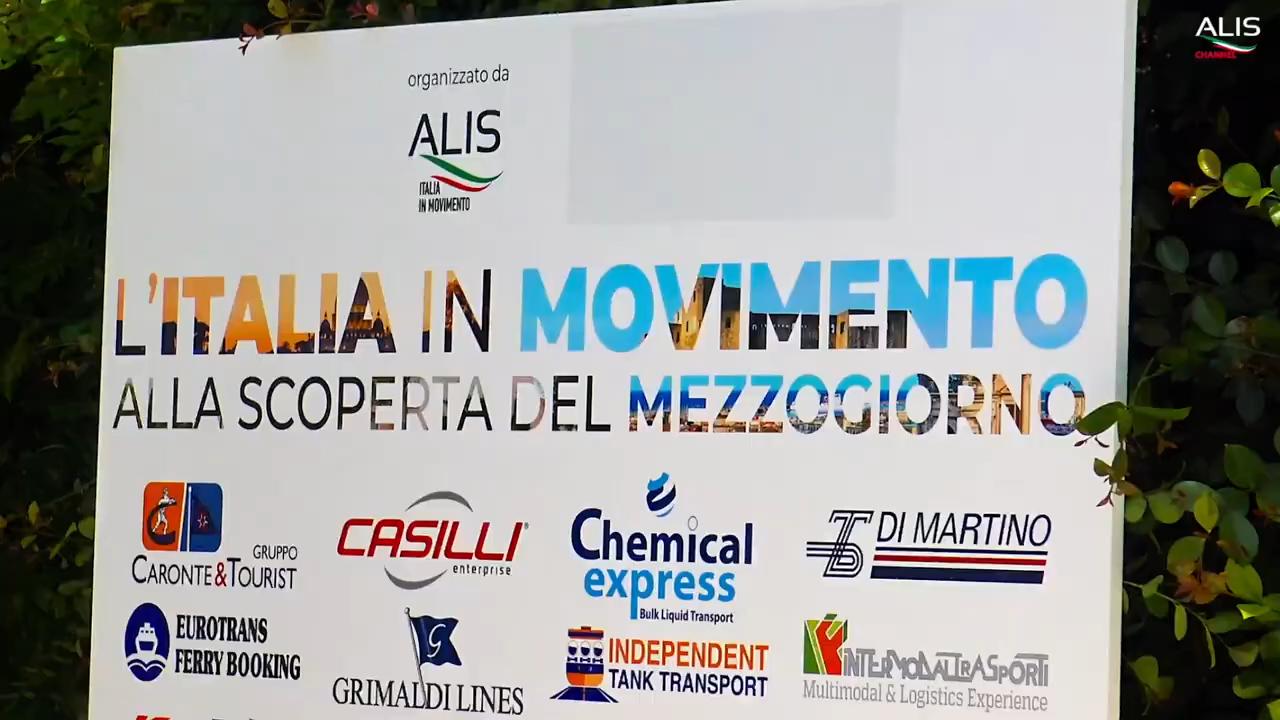 ALIS
CHANNEL
organizzato da
ALIS
ITALIA
IN MOVIMENTO
L'ITALIA IN MOVIMENTO
ALLA SCOPERTA DEL MEZZOGIORNO
GRUPPO
CARONTE & TOURIST
CASILLI®
enterprise
Chemical
express
Bulk Liquid Transport
DI MARTINO
EUROTRANS
FERRY BOOKING
G
GRIMALDI LINES
INDEPENDENT
TANK TRANSPORT
INTERMODALTRASPORTI
Multimodal & Logistics Experience